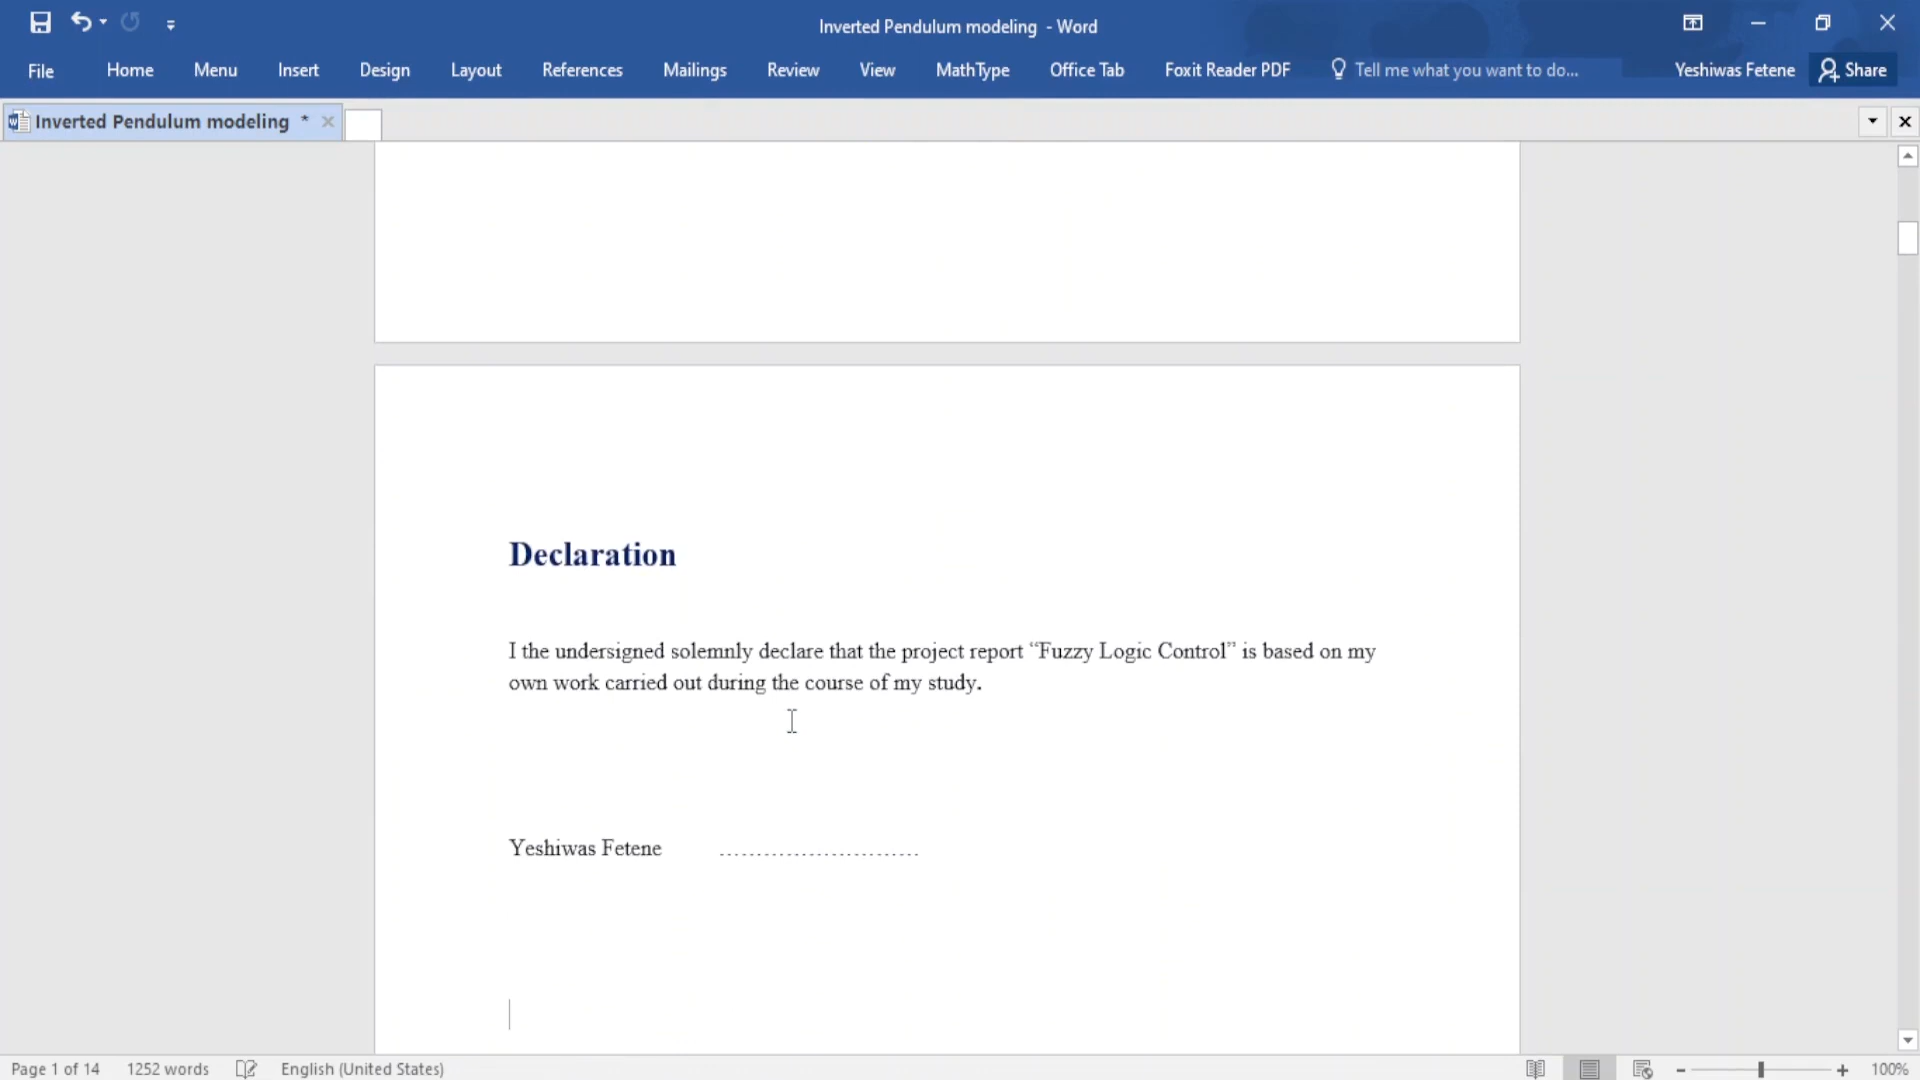 Inverted Pendulum modeling - Word
File Home Menu Insert Design Layout References Mailings Review View MathType Office Tab Foxit Reader PDF Tell me what you want to do... Yeshiwas Fetene Share
Inverted Pendulum modeling *
Declaration
I the undersigned solemnly declare that the project report “Fuzzy Logic Control” is based on my
own work carried out during the course of my study.
Yeshiwas Fetene ...........................
Page 1 of 14 1252 words English (United States) 100%